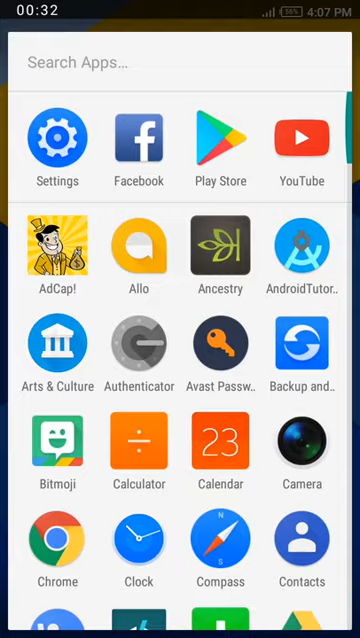 00:32 55% 4:07 PM
Search Apps...
Settings Facebook Play Store YouTube
AdCap! Allo Ancestry AndroidTutor..
Arts & Culture Authenticator Avast Passw.. Backup and..
23
Bitmoji Calculator Calendar Camera
N
S
Chrome Clock Compass Contacts